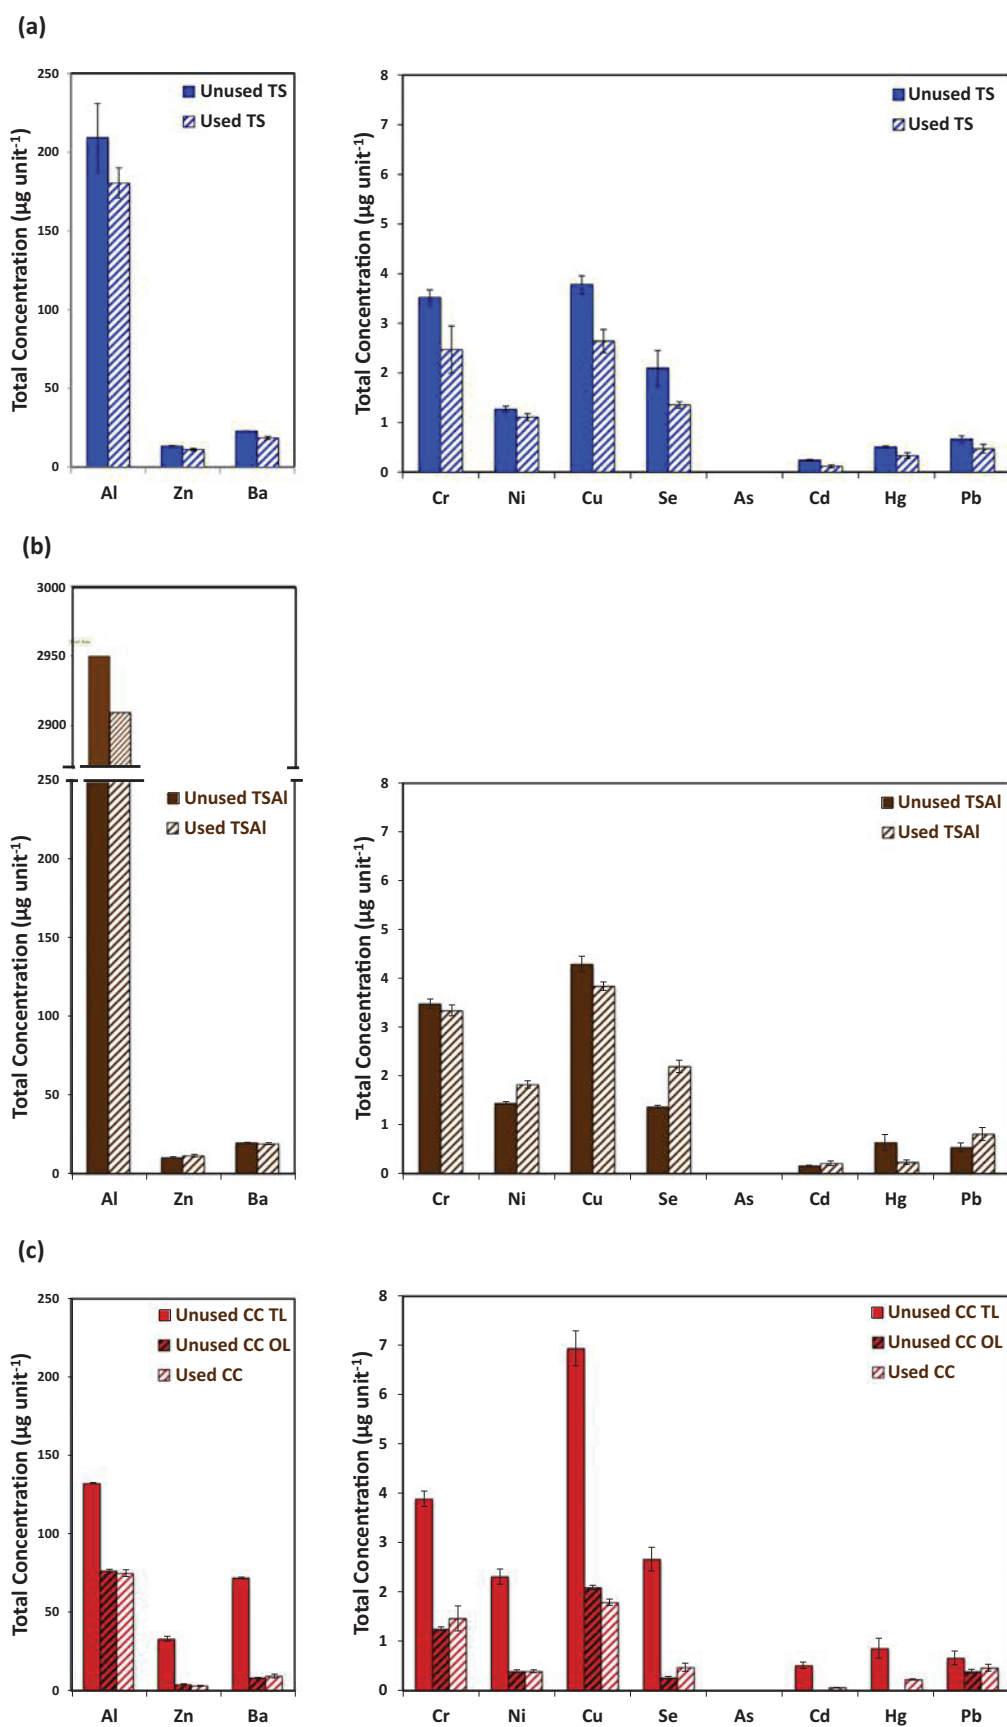 (a)
Total Concentration (µg unit⁻¹)
250
200
150
100
50
0
Unused TS
Used TS
Al Zn Ba
Total Concentration (µg unit⁻¹)
8
7
6
5
4
3
2
1
0
Unused TS
Used TS
Cr Ni Cu Se As Cd Hg Pb
(b)
Total Concentration (µg unit⁻¹)
3000
2950
2900
250
200
150
100
50
0
Unused TSAl
Used TSAl
Al Zn Ba
Total Concentration (µg unit⁻¹)
8
7
6
5
4
3
2
1
0
Unused TSAl
Used TSAl
Cr Ni Cu Se As Cd Hg Pb
(c)
Total Concentration (µg unit⁻¹)
250
200
150
100
50
0
Unused CC TL
Unused CC OL
Used CC
Al Zn Ba
Total Concentration (µg unit⁻¹)
8
7
6
5
4
3
2
1
0
Unused CC TL
Unused CC OL
Used CC
Cr Ni Cu Se As Cd Hg Pb